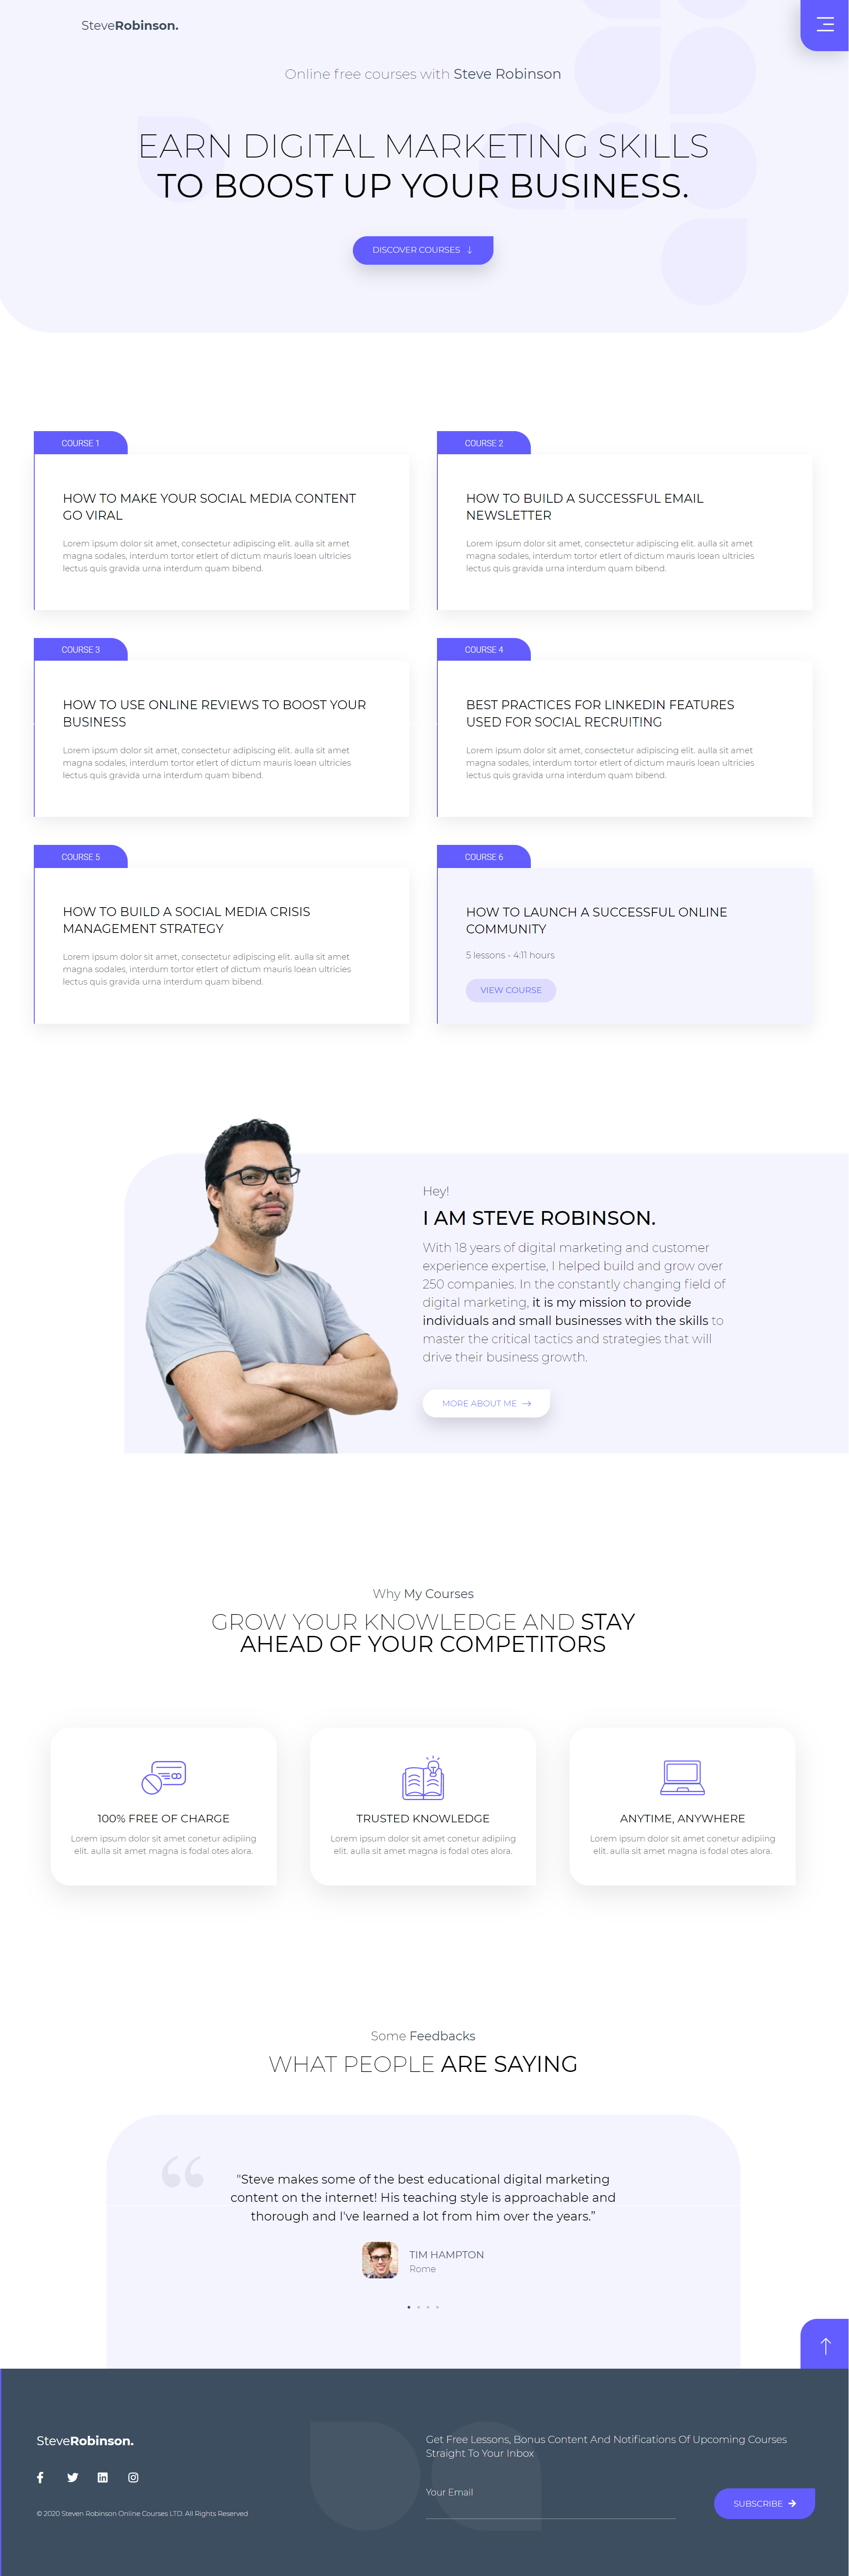 SteveRobinson.
Online free courses with Steve Robinson
EARN DIGITAL MARKETING SKILLS
TO BOOST UP YOUR BUSINESS.
DISCOVER COURSES
COURSE 1
HOW TO MAKE YOUR SOCIAL MEDIA CONTENT
GO VIRAL
Lorem ipsum dolor sit amet, consectetur adipiscing elit. aulla sit amet
magna sodales, interdum tortor etlert of dictum mauris loean ultricies
lectus quis gravida urna interdum quam bibend.
COURSE 2
HOW TO BUILD A SUCCESSFUL EMAIL
NEWSLETTER
Lorem ipsum dolor sit amet, consectetur adipiscing elit. aulla sit amet
magna sodales, interdum tortor etlert of dictum mauris loean ultricies
lectus quis gravida urna interdum quam bibend.
COURSE 3
HOW TO USE ONLINE REVIEWS TO BOOST YOUR
BUSINESS
Lorem ipsum dolor sit amet, consectetur adipiscing elit. aulla sit amet
magna sodales, interdum tortor etlert of dictum mauris loean ultricies
lectus quis gravida urna interdum quam bibend.
COURSE 4
BEST PRACTICES FOR LINKEDIN FEATURES
USED FOR SOCIAL RECRUITING
Lorem ipsum dolor sit amet, consectetur adipiscing elit. aulla sit amet
magna sodales, interdum tortor etlert of dictum mauris loean ultricies
lectus quis gravida urna interdum quam bibend.
COURSE 5
HOW TO BUILD A SOCIAL MEDIA CRISIS
MANAGEMENT STRATEGY
Lorem ipsum dolor sit amet, consectetur adipiscing elit. aulla sit amet
magna sodales, interdum tortor etlert of dictum mauris loean ultricies
lectus quis gravida urna interdum quam bibend.
COURSE 6
HOW TO LAUNCH A SUCCESSFUL ONLINE
COMMUNITY
5 lessons - 4:11 hours
VIEW COURSE
Hey!
I AM STEVE ROBINSON.
With 18 years of digital marketing and customer
experience expertise, I helped build and grow over
250 companies. In the constantly changing field of
digital marketing, it is my mission to provide
individuals and small businesses with the skills to
master the critical tactics and strategies that will
drive their business growth.
MORE ABOUT ME
Why My Courses
GROW YOUR KNOWLEDGE AND STAY
AHEAD OF YOUR COMPETITORS
100% FREE OF CHARGE
Lorem ipsum dolor sit amet conetur adipiing
elit. aulla sit amet magna is fodal otes alora.
TRUSTED KNOWLEDGE
Lorem ipsum dolor sit amet conetur adipiing
elit. aulla sit amet magna is fodal otes alora.
ANYTIME, ANYWHERE
Lorem ipsum dolor sit amet conetur adipiing
elit. aulla sit amet magna is fodal otes alora.
Some Feedbacks
WHAT PEOPLE ARE SAYING
"Steve makes some of the best educational digital marketing
content on the internet! His teaching style is approachable and
thorough and I've learned a lot from him over the years.”
TIM HAMPTON
Rome
SteveRobinson.
© 2020 Steven Robinson Online Courses LTD. All Rights Reserved
Get Free Lessons, Bonus Content And Notifications Of Upcoming Courses
Straight To Your Inbox
Your Email
SUBSCRIBE